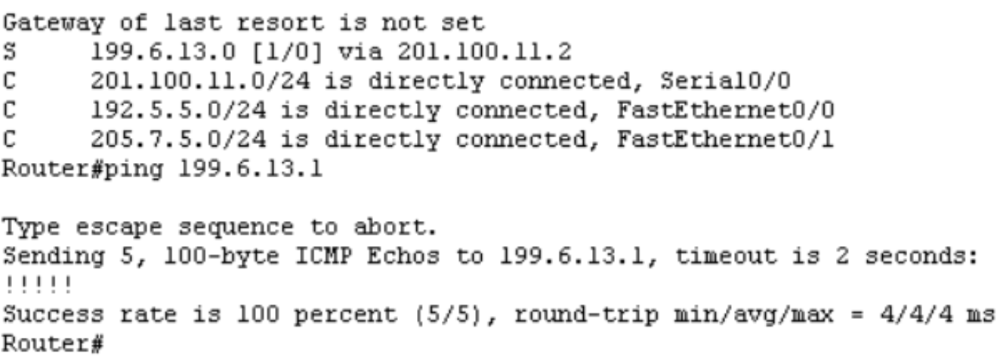 Gateway of last resort is not set
S 199.6.13.0 [1/0] via 201.100.11.2
C 201.100.11.0/24 is directly connected, Serial0/0
C 192.5.5.0/24 is directly connected, FastEthernet0/0
C 205.7.5.0/24 is directly connected, FastEthernet0/1
Router#ping 199.6.13.1
Type escape sequence to abort.
Sending 5, 100-byte ICMP Echos to 199.6.13.1, timeout is 2 seconds:
!!!!!
Success rate is 100 percent (5/5), round-trip min/avg/max = 4/4/4 ms
Router#